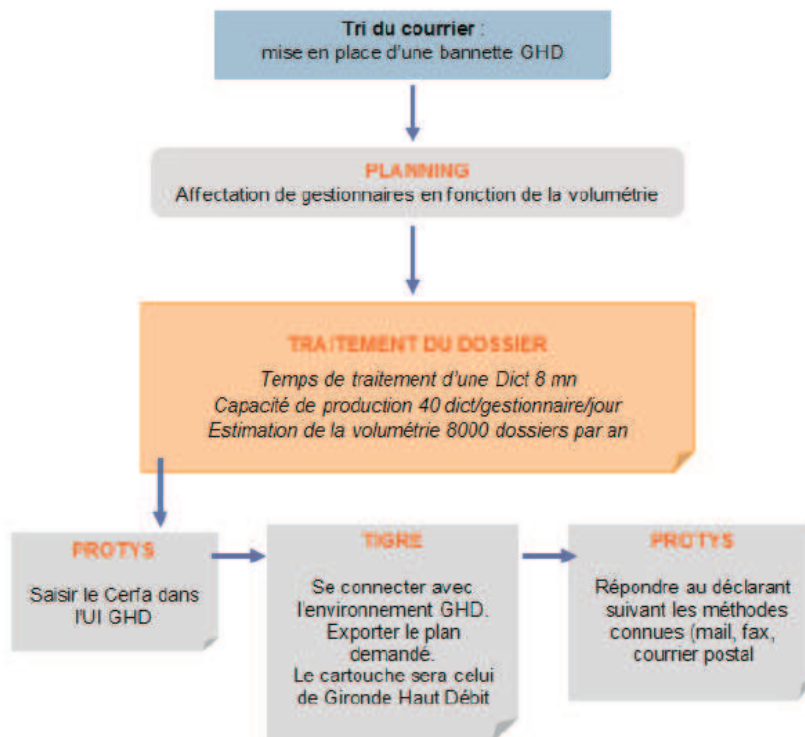 Tri du courrier :
mise en place d'une bannette GHD
PLANNING
Affectation de gestionnaires en fonction de la volumétrie
TRAITEMENT DU DOSSIER
Temps de traitement d'une Dict 8 mn
Capacité de production 40 dict/gestionnaire/jour
Estimation de la volumétrie 8000 dossiers par an
PROTYS
Saisir le Cerfa dans
l'UI GHD
TIGRE
Se connecter avec
l'environnement GHD.
Exporter le plan
demandé.
Le cartouche sera celui
de Gironde Haut Débit
PROTYS
Répondre au déclarant
suivant les méthodes
connues (mail, fax,
courrier postal